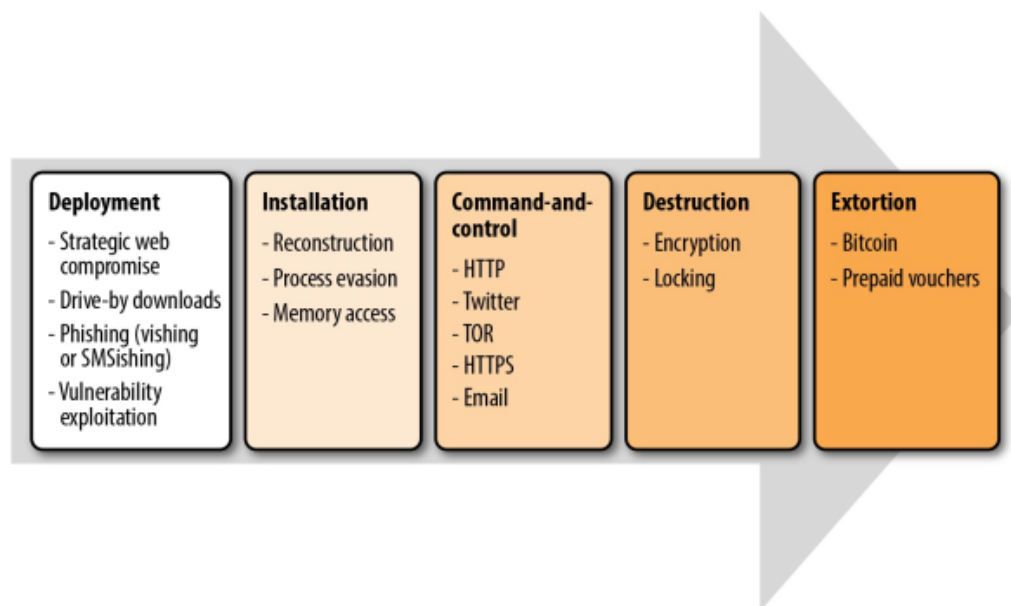 Deployment
- Strategic web
compromise
- Drive-by downloads
- Phishing (vishing
or SMSishing)
- Vulnerability
exploitation
Installation
- Reconstruction
- Process evasion
- Memory access
Command-and-
control
- HTTP
- Twitter
- TOR
- HTTPS
- Email
Destruction
- Encryption
- Locking
Extortion
- Bitcoin
- Prepaid vouchers